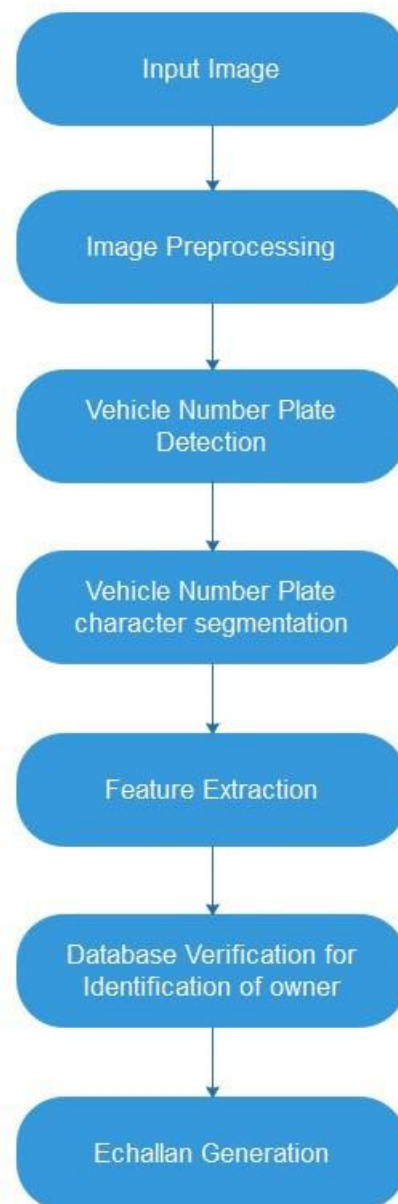 Input Image
Image Preprocessing
Vehicle Number Plate
Detection
Vehicle Number Plate
character segmentation
Feature Extraction
Database Verification for
Identification of owner
Echallan Generation